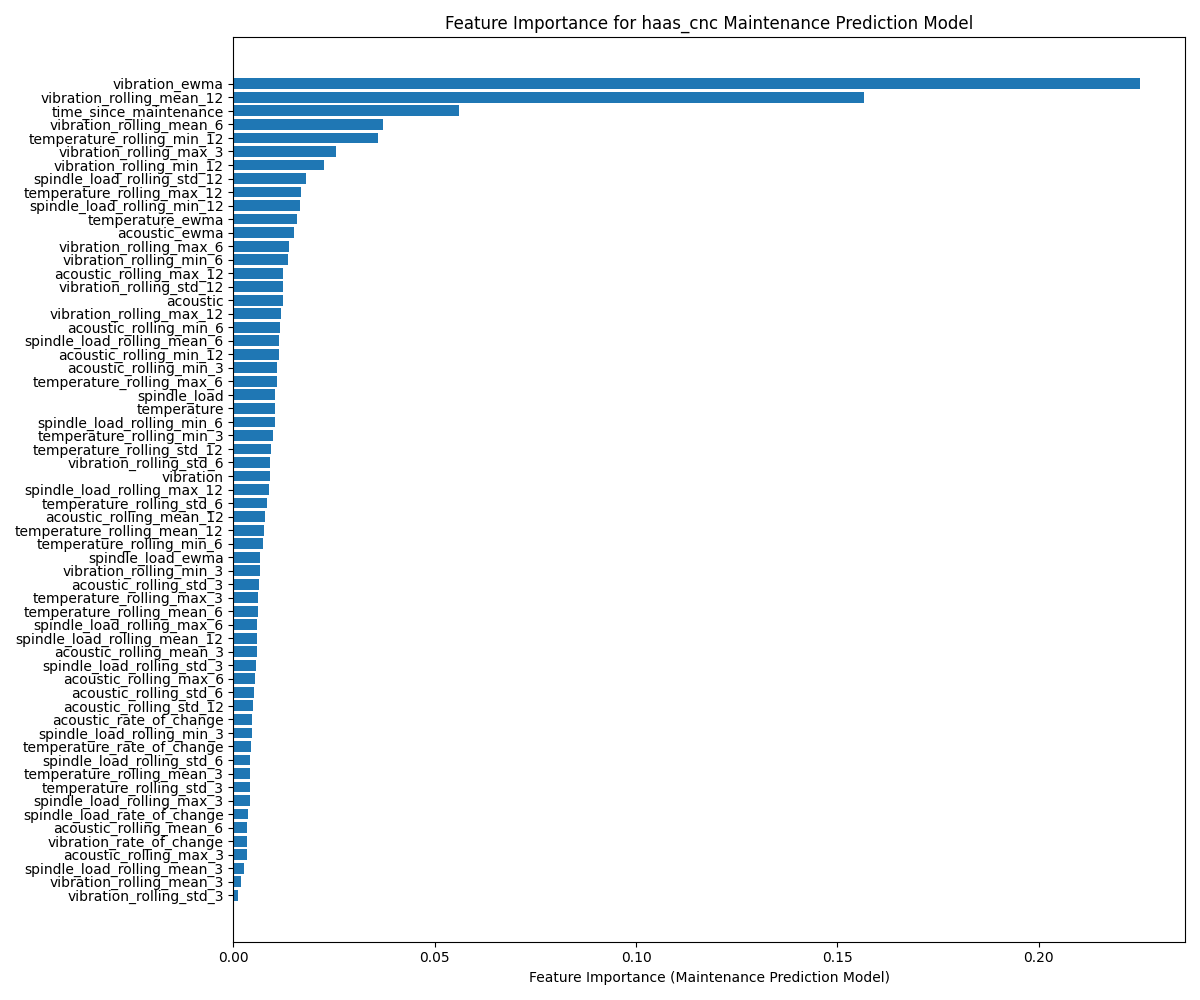 Feature Importance for haas_cnc Maintenance Prediction Model
vibration_ewma
vibration_rolling_mean_12
time_since_maintenance
vibration_rolling_mean_6
temperature_rolling_min_12
vibration_rolling_max_3
vibration_rolling_min_12
spindle_load_rolling_std_12
temperature_rolling_max_12
spindle_load_rolling_min_12
temperature_ewma
acoustic_ewma
vibration_rolling_max_6
vibration_rolling_min_6
acoustic_rolling_max_12
vibration_rolling_std_12
acoustic
vibration_rolling_max_12
acoustic_rolling_min_6
spindle_load_rolling_mean_6
acoustic_rolling_min_12
acoustic_rolling_min_3
temperature_rolling_max_6
spindle_load
temperature
spindle_load_rolling_min_6
temperature_rolling_min_3
temperature_rolling_std_12
vibration_rolling_std_6
vibration
spindle_load_rolling_max_12
temperature_rolling_std_6
acoustic_rolling_mean_12
temperature_rolling_mean_12
temperature_rolling_min_6
spindle_load_ewma
vibration_rolling_min_3
acoustic_rolling_std_3
temperature_rolling_max_3
temperature_rolling_mean_6
spindle_load_rolling_max_6
spindle_load_rolling_mean_12
acoustic_rolling_mean_3
spindle_load_rolling_std_3
acoustic_rolling_max_6
acoustic_rolling_std_6
acoustic_rolling_std_12
acoustic_rate_of_change
spindle_load_rolling_min_3
temperature_rate_of_change
spindle_load_rolling_std_6
temperature_rolling_mean_3
temperature_rolling_std_3
spindle_load_rolling_max_3
spindle_load_rate_of_change
acoustic_rolling_mean_6
vibration_rate_of_change
acoustic_rolling_max_3
spindle_load_rolling_mean_3
vibration_rolling_mean_3
vibration_rolling_std_3
0.00 0.05 0.10 0.15 0.20
Feature Importance (Maintenance Prediction Model)